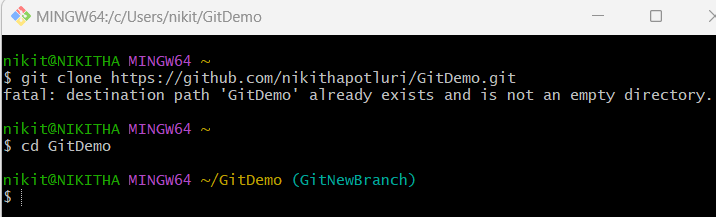 MINGW64:/c/Users/nikit/GitDemo
nikit@NIKITHA MINGW64 ~
$ git clone https://github.com/nikithapotluri/GitDemo.git
fatal: destination path 'GitDemo' already exists and is not an empty directory.
nikit@NIKITHA MINGW64 ~
$ cd GitDemo
nikit@NIKITHA MINGW64 ~/GitDemo (GitNewBranch)
$